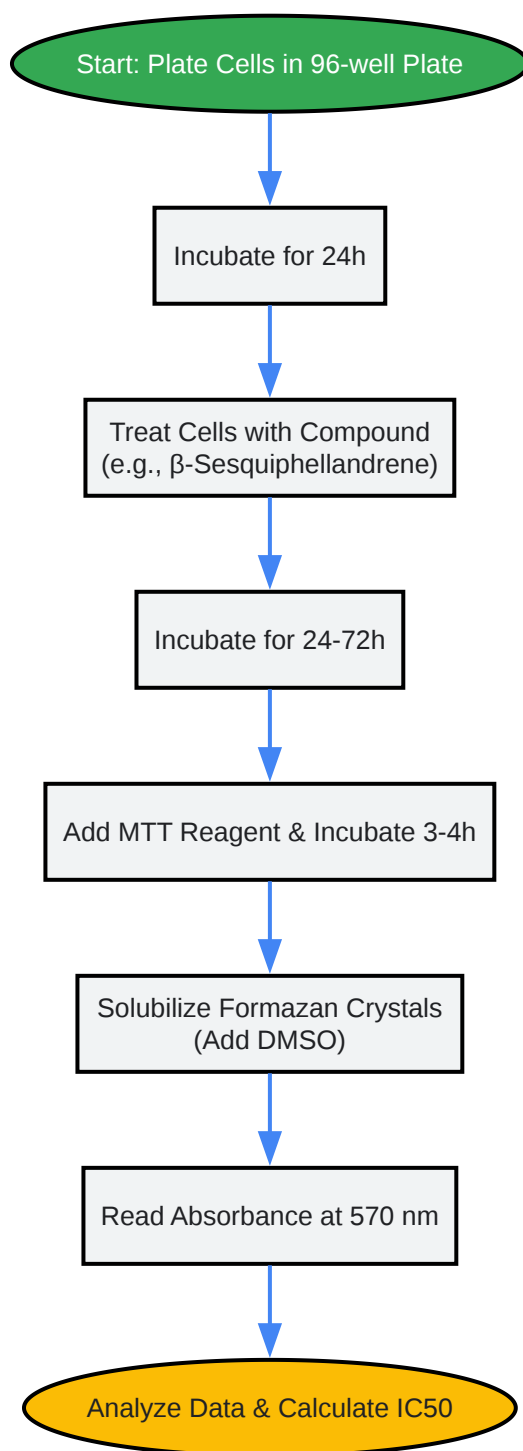 Start: Plate Cells in 96-well Plate
Incubate for 24h
Treat Cells with Compound
(e.g., β-Sesquiphellandrene)
Incubate for 24-72h
Add MTT Reagent & Incubate 3-4h
Solubilize Formazan Crystals
(Add DMSO)
Read Absorbance at 570 nm
Analyze Data & Calculate IC50